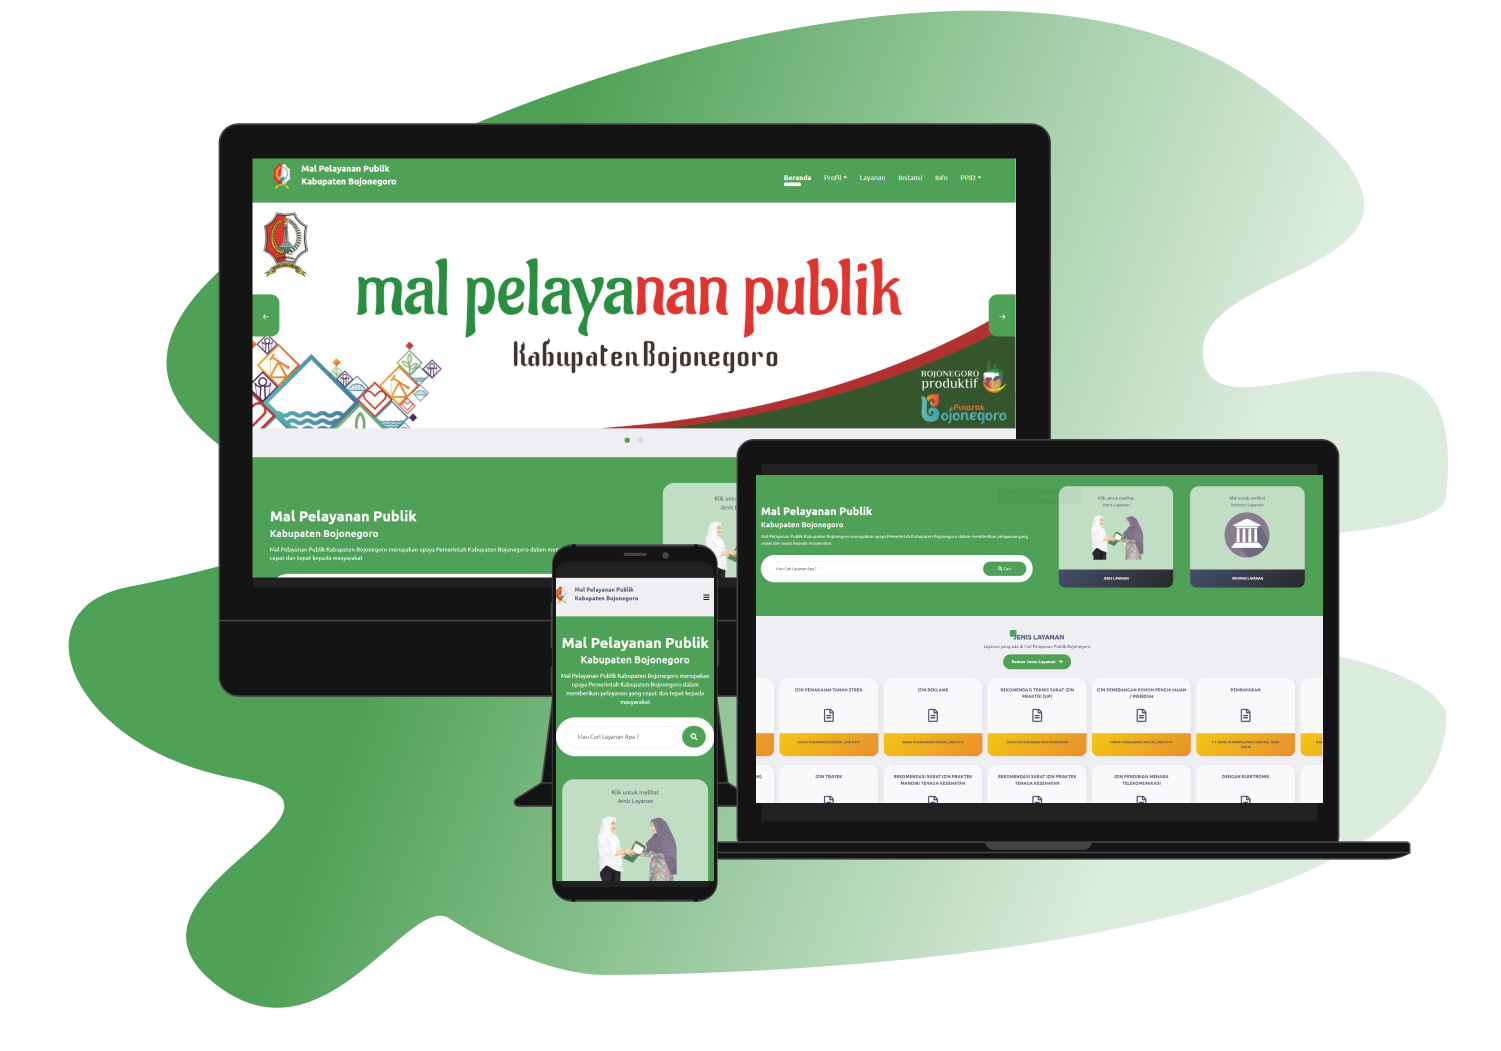 Mal Pelayanan Publik
Kabupaten Bojonegoro
Beranda Profil Layanan Instansi Info PPID
mal pelayanan publik
Kabupaten Bojonegoro
BOJONEGORO
produktif
Pinarak
Bojonegoro
Mal Pelayanan Publik
Kabupaten Bojonegoro
Mal Pelayanan Publik Kabupaten Bojonegoro merupakan upaya Pemerintah Kabupaten Bojonegoro dalam mem
cepat dan tepat kepada masyarakat
Klik untu
Jenis
Mal Pelayanan Publik
Kabupaten Bojonegoro
Mal Pelayanan Publik Kabupaten Bojonegoro merupakan upaya Pemerintah Kabupaten Bojonegoro dalam memberikan pelayanan yang
cepat dan tepat kepada masyarakat
Mau Cari Layanan Apa ?
Cari
Klik untuk melihat
Jenis Layanan
JENIS LAYANAN
Klik untuk melihat
Instansi Layanan
INSTANSI LAYANAN
JENIS LAYANAN
Layanan yang ada di Mal Pelayanan Publik Bojonegoro
Semua Jenis Layanan
IZIN PEMAKAIAN TANAH STREN
IZIN REKLAME
REKOMENDASI TEKNIS SURAT IZIN
PRAKTIK (SIP)
IZIN PENEBANGAN POHON PENGHIJAUAN
/ PENEDUH
PEMBAYARAN
IZIN TRAYEK
REKOMENDASI SURAT IZIN PRAKTEK
MANDIRI TENAGA KESEHATAN
REKOMENDASI SURAT IZIN PRAKTEK
TENAGA KESEHATAN
IZIN PENDIRIAN MENARA
TELEKOMUNIKASI
DENGAN ELEKTRONIK
Mal Pelayanan Publik
Kabupaten Bojonegoro
Mal Pelayanan Publik
Kabupaten Bojonegoro
Mal Pelayanan Publik Kabupaten Bojonegoro merupakan
upaya Pemerintah Kabupaten Bojonegoro dalam
memberikan pelayanan yang cepat dan tepat kepada
masyarakat
Mau Cari Layanan Apa ?
Klik untuk melihat
Jenis Layanan